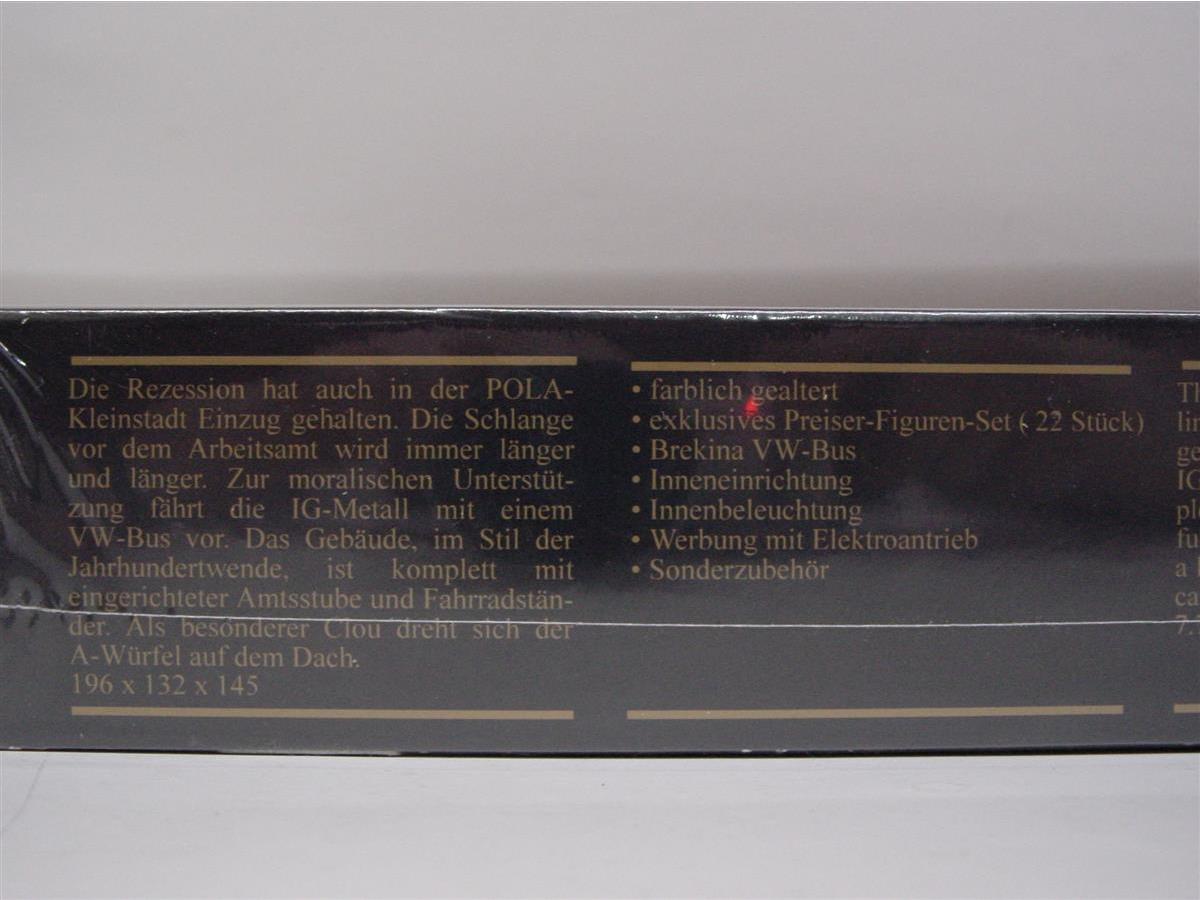 Die Rezession hat auch in der POLA-
Kleinstadt Einzug gehalten. Die Schlange
vor dem Arbeitsamt wird immer länger
und länger. Zur moralischen Unterstüt-
zung fährt die IG-Metall mit einem
VW-Bus vor. Das Gebäude, im Stil der
Jahrhundertwende, ist komplett mit
eingerichteter Amtsstube und Fahrradstän-
der. Als besonderer Clou dreht sich der
A-Würfel auf dem Dach.
196 x 132 x 145
• farblich gealtert
• exklusives Preiser-Figuren-Set ( 22 Stück)
• Brekina VW-Bus
• Inneneinrichtung
• Innenbeleuchtung
• Werbung mit Elektroantrieb
• Sonderzubehör